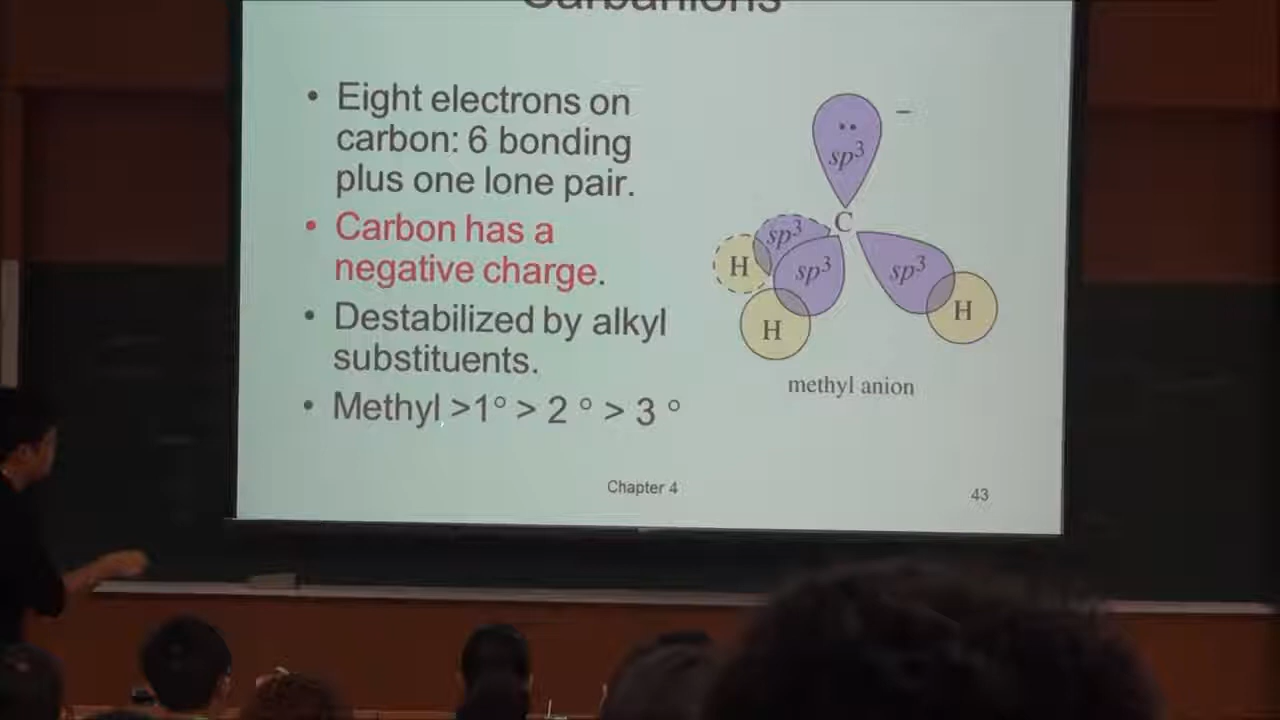 Carbanions
• Eight electrons on
carbon: 6 bonding
plus one lone pair.
• Carbon has a
negative charge.
• Destabilized by alkyl
substituents.
• Methyl >1° > 2 ° > 3 °
–
sp³
C
sp³
H
sp³
sp³
H
H
methyl anion
Chapter 4
43